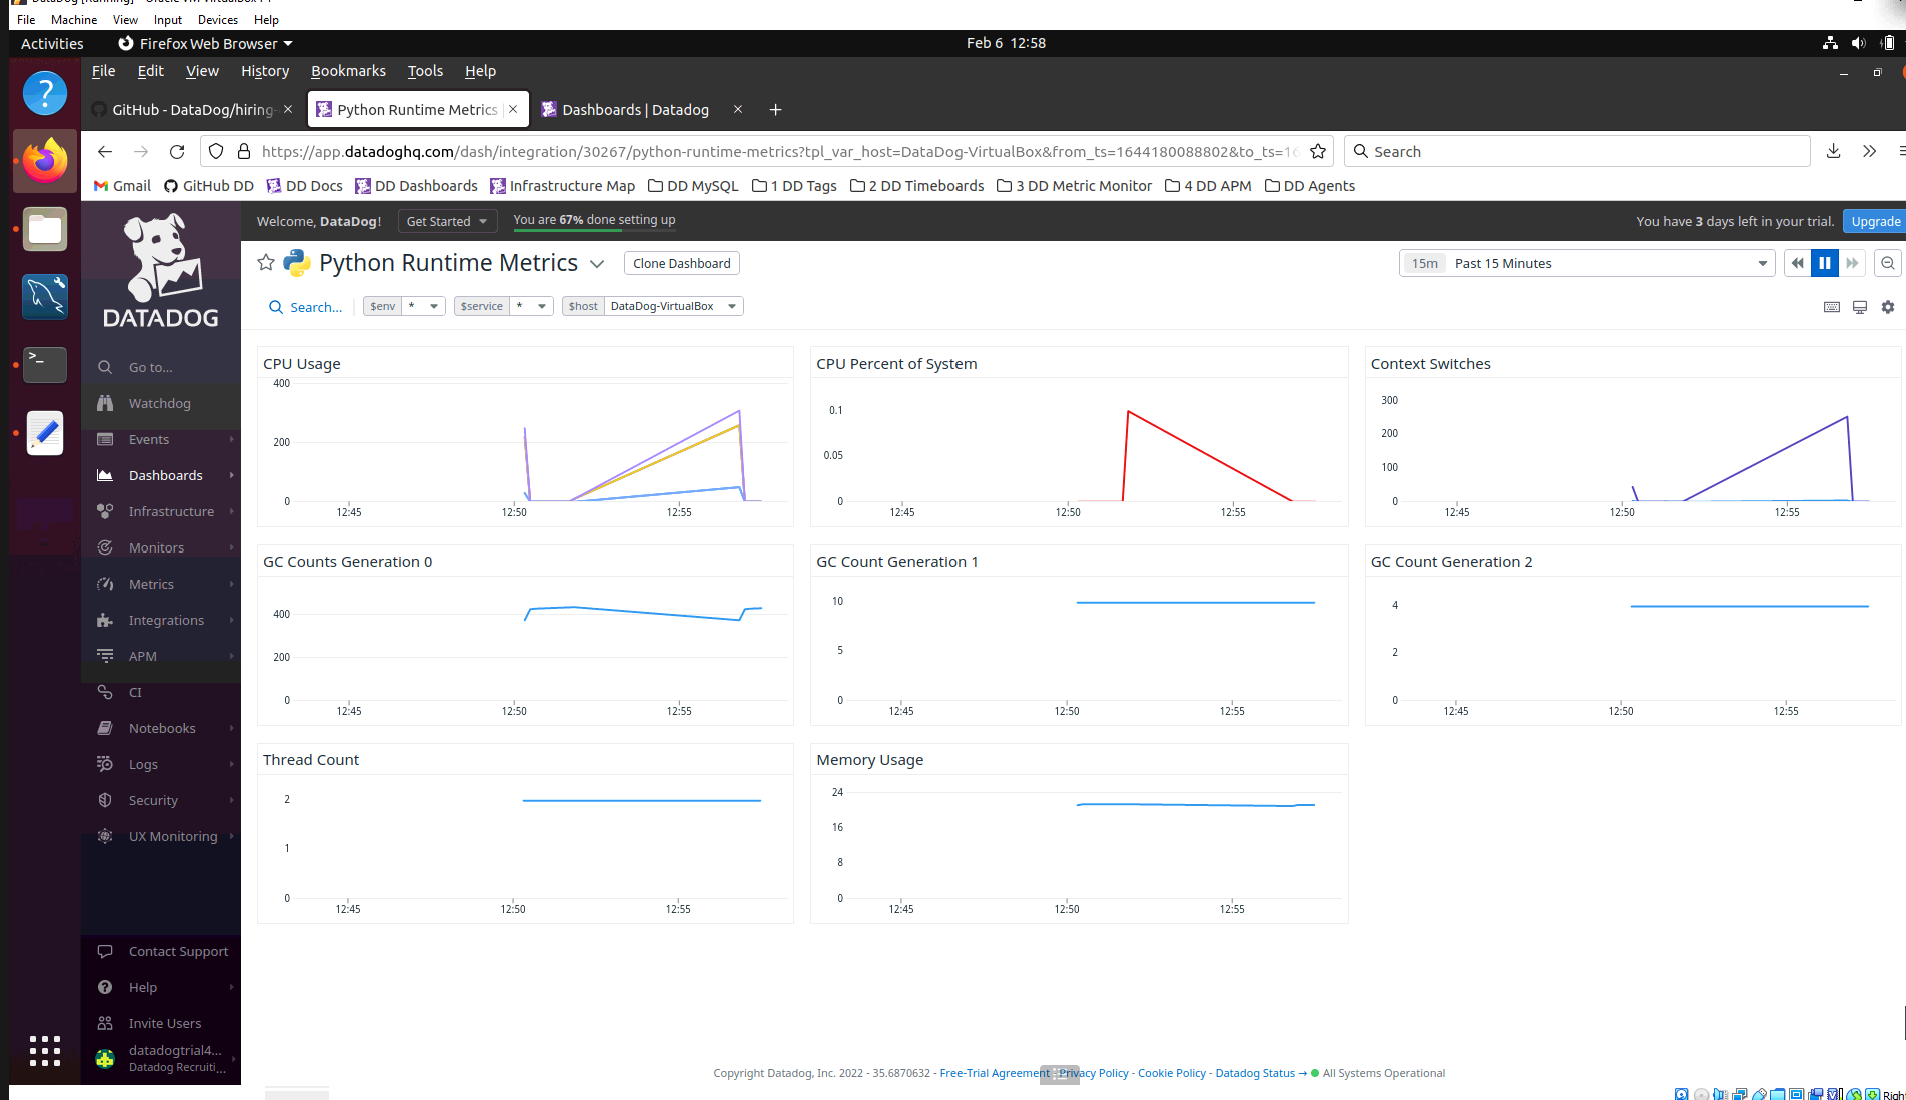 DataDog [Running] - Oracle VM VirtualBox
File Machine View Input Devices Help
Activities Firefox Web Browser Feb 6 12:58
File Edit View History Bookmarks Tools Help
GitHub - DataDog/hiring- Python Runtime Metrics Dashboards | Datadog
https://app.datadoghq.com/dash/integration/30267/python-runtime-metrics?tpl_var_host=DataDog-VirtualBox&from_ts=1644180088802&to_ts=16 Search
Gmail GitHub DD DD Docs DD Dashboards Infrastructure Map DD MySQL 1 DD Tags 2 DD Timeboards 3 DD Metric Monitor 4 DD APM DD Agents
Welcome, DataDog! Get Started You are 67% done setting up You have 3 days left in your trial. Upgrade
DATADOG
Go to...
Watchdog
Events
Dashboards
Infrastructure
Monitors
Metrics
Integrations
APM
CI
Notebooks
Logs
Security
UX Monitoring
Contact Support
Help
Invite Users
datadogtrial4...
Datadog Recruiti...
Python Runtime Metrics Clone Dashboard 15m Past 15 Minutes
Search... $env * $service * $host DataDog-VirtualBox
CPU Usage
400
200
0
12:45 12:50 12:55
CPU Percent of System
0.1
0.05
0
12:45 12:50 12:55
Context Switches
300
200
100
0
12:45 12:50 12:55
GC Counts Generation 0
400
200
0
12:45 12:50 12:55
GC Count Generation 1
10
5
0
12:45 12:50 12:55
GC Count Generation 2
4
2
0
12:45 12:50 12:55
Thread Count
2
1
0
12:45 12:50 12:55
Memory Usage
24
16
8
0
12:45 12:50 12:55
Copyright Datadog, Inc. 2022 - 35.6870632 - Free-Trial Agreement - Privacy Policy - Cookie Policy - Datadog Status → All Systems Operational
Right